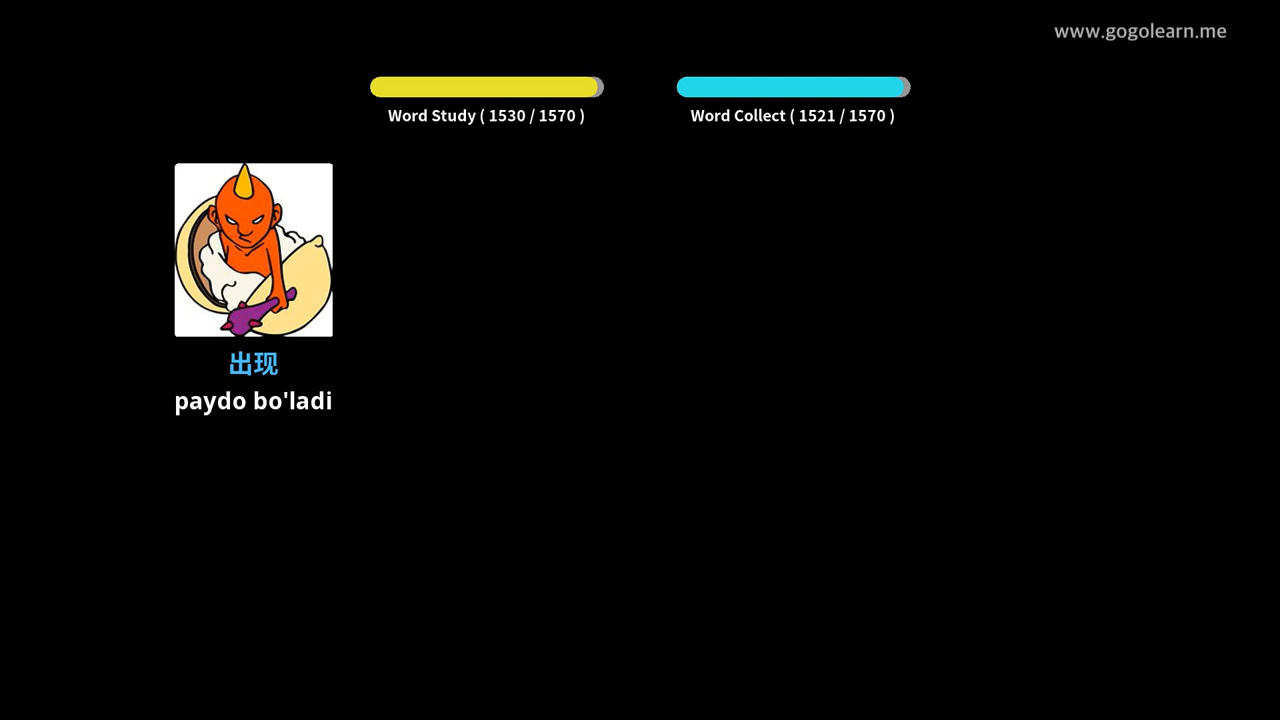 www.gogolearn.me
Word Study ( 1530 / 1570 )
Word Collect ( 1521 / 1570 )
出现
paydo bo'ladi